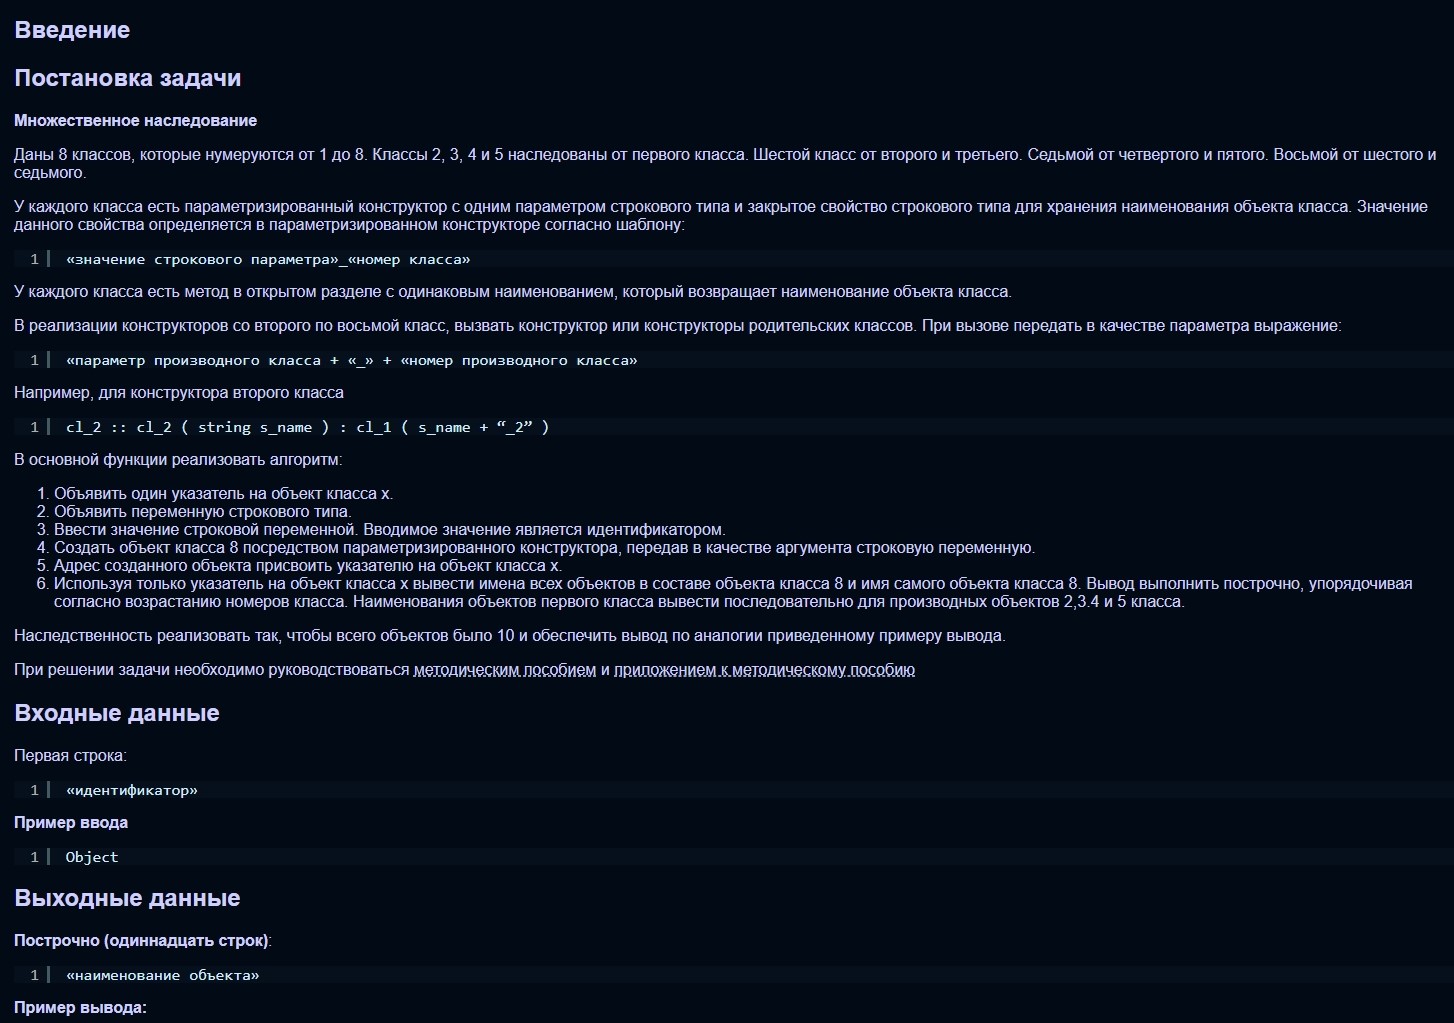 Введение
Постановка задачи
Множественное наследование
Даны 8 классов, которые нумеруются от 1 до 8. Классы 2, 3, 4 и 5 наследованы от первого класса. Шестой класс от второго и третьего. Седьмой от четвертого и пятого. Восьмой от шестого и
седьмого.
У каждого класса есть параметризированный конструктор с одним параметром строкового типа и закрытое свойство строкового типа для хранения наименования объекта класса. Значение
данного свойства определяется в параметризированном конструкторе согласно шаблону:
1 «значение строкового параметра»_«номер класса»
У каждого класса есть метод в открытом разделе с одинаковым наименованием, который возвращает наименование объекта класса.
В реализации конструкторов со второго по восьмой класс, вызвать конструктор или конструкторы родительских классов. При вызове передать в качестве параметра выражение:
1 «параметр производного класса + «_» + «номер производного класса»
Например, для конструктора второго класса
1 cl_2 :: cl_2 ( string s_name ) : cl_1 ( s_name + “_2” )
В основной функции реализовать алгоритм:
1. Объявить один указатель на объект класса x.
2. Объявить переменную строкового типа.
3. Ввести значение строковой переменной. Вводимое значение является идентификатором.
4. Создать объект класса 8 посредством параметризированного конструктора, передав в качестве аргумента строковую переменную.
5. Адрес созданного объекта присвоить указателю на объект класса x.
6. Используя только указатель на объект класса x вывести имена всех объектов в составе объекта класса 8 и имя самого объекта класса 8. Вывод выполнить построчно, упорядочивая
согласно возрастанию номеров класса. Наименования объектов первого класса вывести последовательно для производных объектов 2,3.4 и 5 класса.
Наследственность реализовать так, чтобы всего объектов было 10 и обеспечить вывод по аналогии приведенному примеру вывода.
При решении задачи необходимо руководствоваться методическим пособием и приложением к методическому пособию
Входные данные
Первая строка:
1 «идентификатор»
Пример ввода
1 Object
Выходные данные
Построчно (одиннадцать строк):
1 «наименование объекта»
Пример вывода: